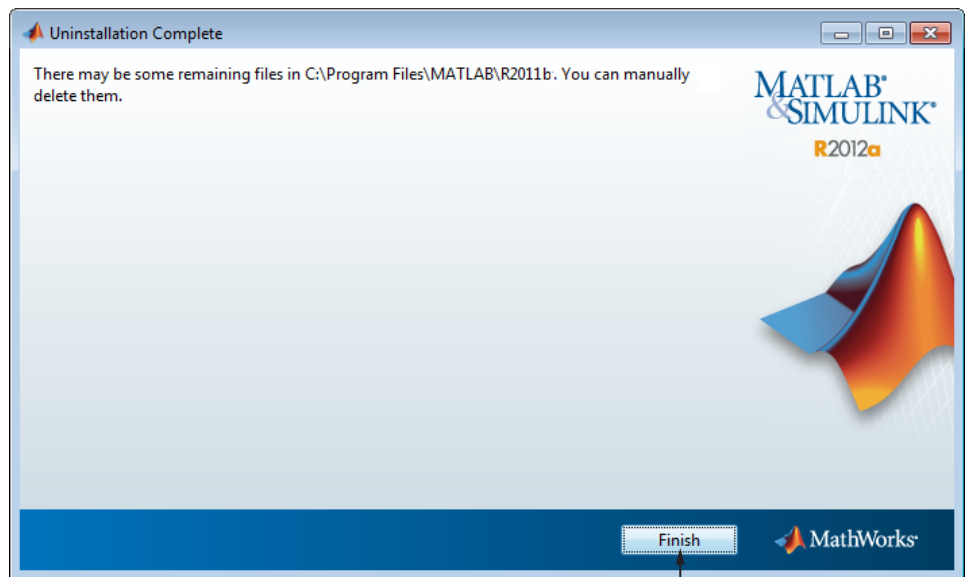 Uninstallation Complete
There may be some remaining files in C:\Program Files\MATLAB\R2011b. You can manually
delete them.
MATLAB®
&SIMULINK®
R2012a
Finish
MathWorks®